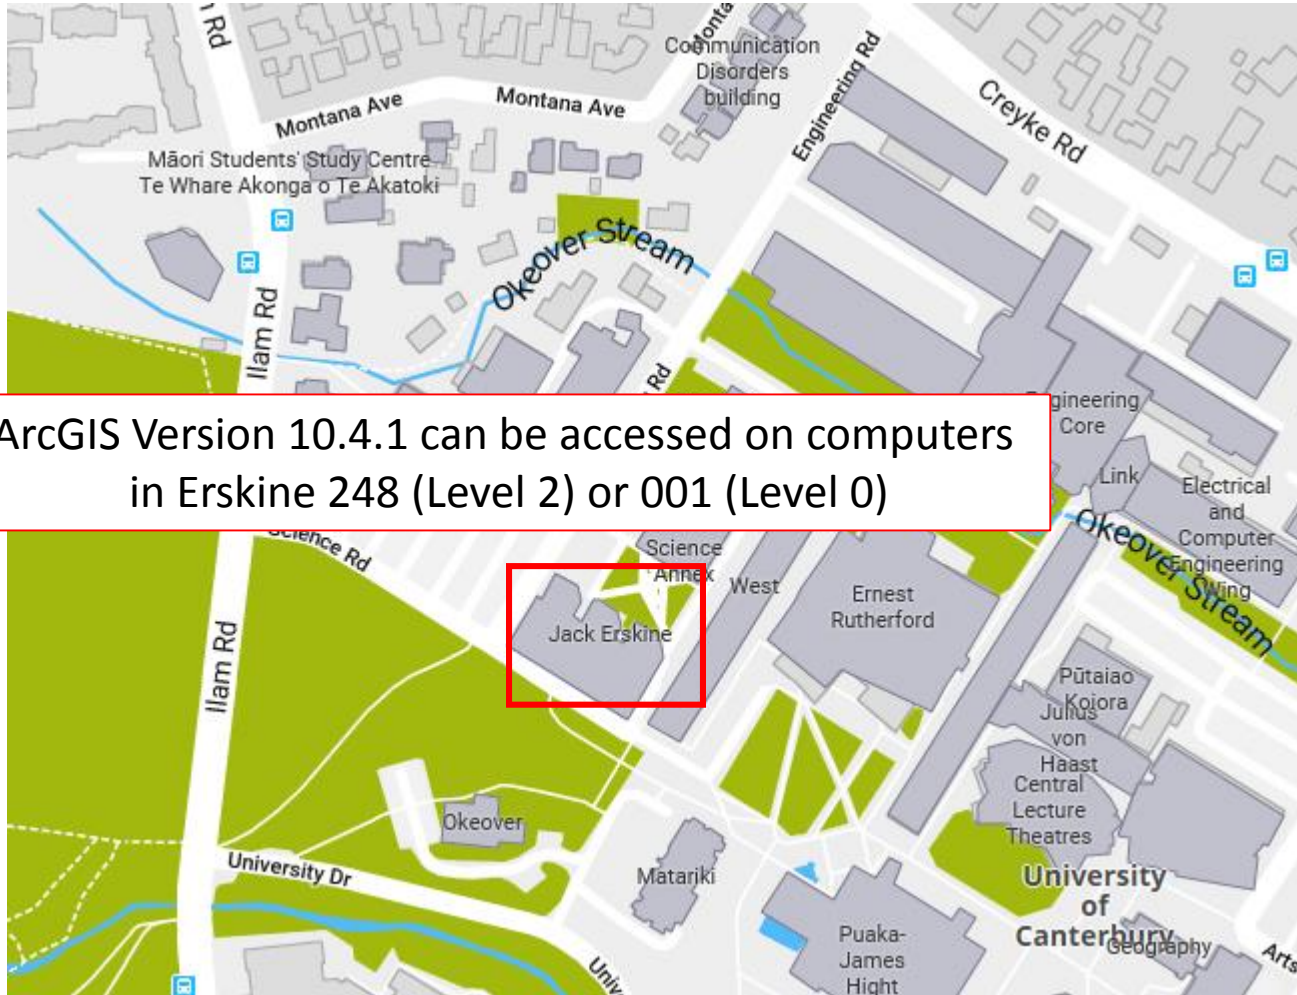 Rd
Montana Ave
Montana Ave
Communication
Disorders
building
Engineering Rd
Creyke Rd
Māori Students' Study Centre
Te Whare Akonga o Te Akatoki
Okeover Stream
Ilam Rd
Rd
ArcGIS Version 10.4.1 can be accessed on computers
in Erskine 248 (Level 2) or 001 (Level 0)
Core
Link
Electrical
and
Computer
Engineering
Wing
Okeover Stream
Science Rd
Science
Annex
West
Ernest
Rutherford
Jack Erskine
Ilam Rd
Pūtaiao
Koiora
Julius
von
Haast
Central
Lecture
Theatres
Okeover
University Dr
Matariki
University
of
Canterbury
Geography
Puaka-
James
Hight
Arts